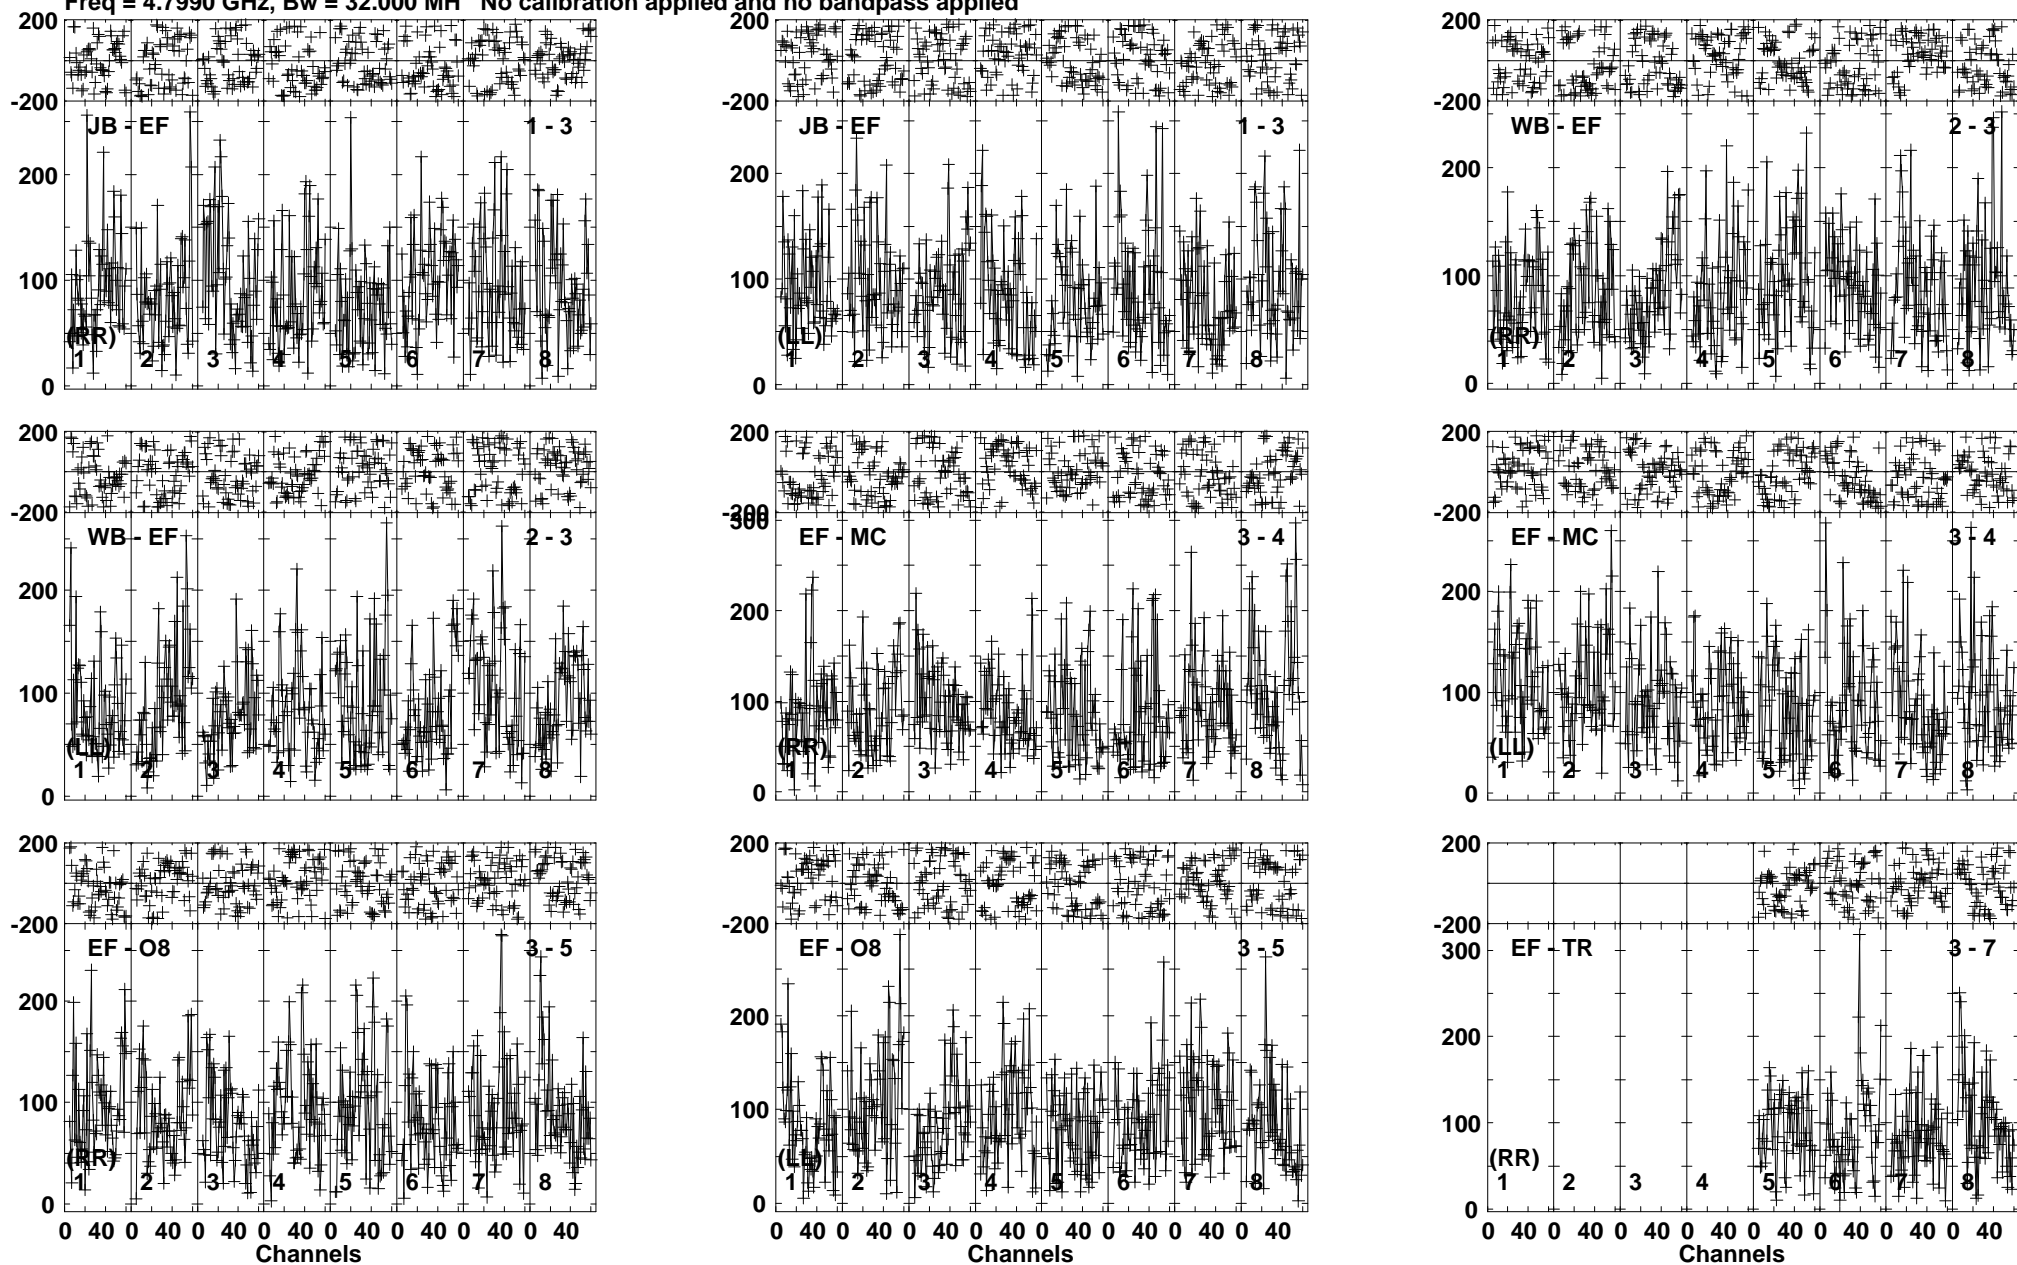 Freq = 4.7990 GHz, Bw = 32.000 MH No calibration applied and no bandpass applied
200 200 200
-200 -200 -200
JB - EF 1 - 3 JB - EF 1 - 3 WB - EF 2 - 3
200 200 200
100 100 100
(RR) (LL) (RR)
1 2 3 4 5 6 7 8 1 2 3 4 5 6 7 8 1 2 3 4 5 6 7 8
0 0 0
200 200 200
-200 -200 -200
300
WB - EF 2 - 3 EF - MC 3 - 4 EF - MC 3 - 4
200 200 200
100 100 100
(LL) (RR) (LL)
1 2 3 4 5 6 7 8 1 2 3 4 5 6 7 8 1 2 3 4 5 6 7 8
0 0 0
200 200 200
-200 -200 -200
EF - O8 3 - 5 EF - O8 3 - 5 EF - TR 3 - 7
300
200 200 200
100 100 100
(RR) (LL) (RR)
1 2 3 4 5 6 7 8 1 2 3 4 5 6 7 8 1 2 3 4 5 6 7 8
0 0 0
0 40 0 40 0 40 0 40 0 40 0 40 0 40 0 40 0 40 0 40 0 40 0 40 0 40 0 40 0 40 0 40 0 40 0 40 0 40 0 40 0 40 0 40 0 40 0 40
Channels Channels Channels